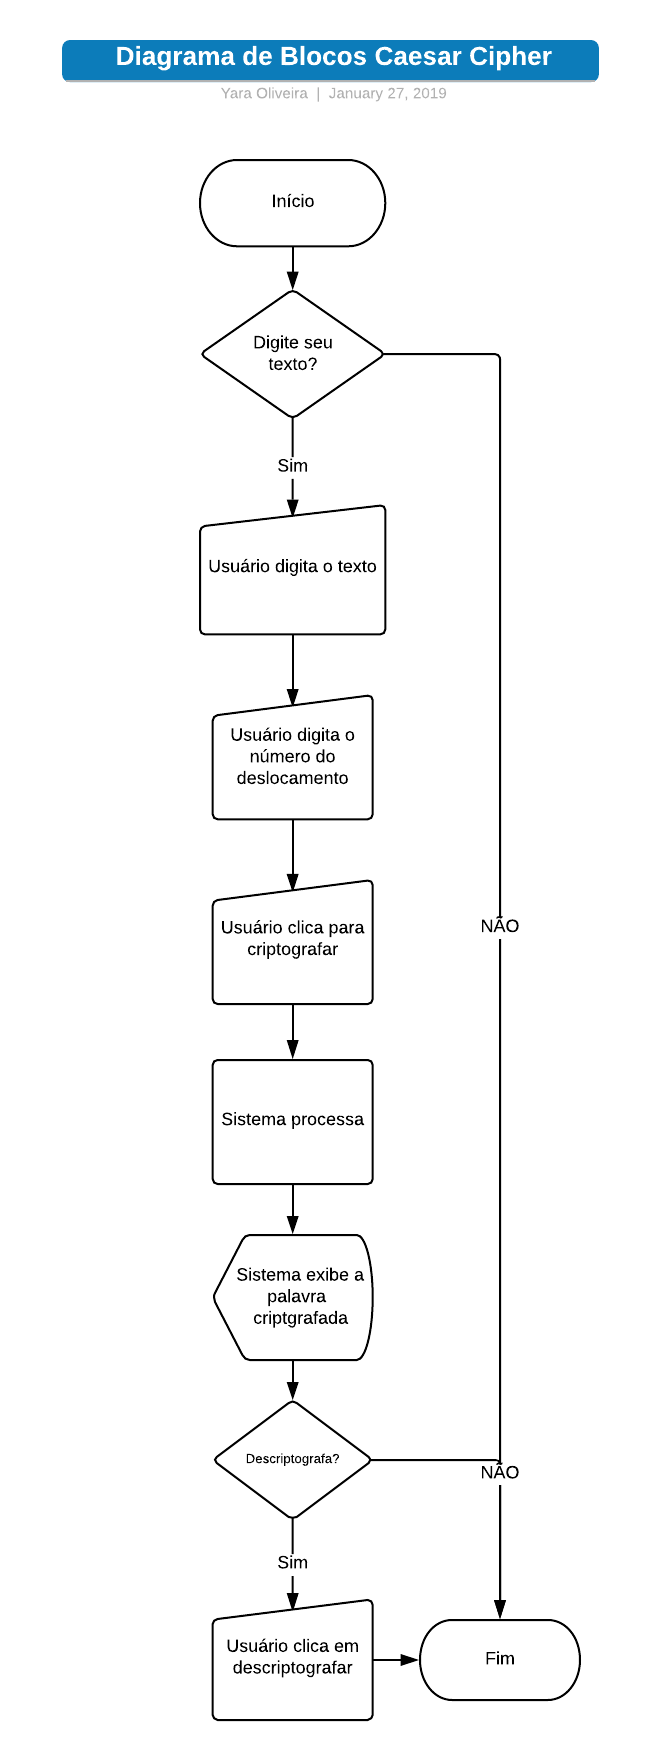 Diagrama de Blocos Caesar Cipher
Yara Oliveira | January 27, 2019
Início
Digite seu
texto?
Sim
Usuário digita o texto
Usuário digita o
número do
deslocamento
Usuário clica para
criptografar
NÃO
Sistema processa
Sistema exibe a
palavra
criptgrafada
Descriptografa?
NÃO
Sim
Usuário clica em
descriptografar
Fim